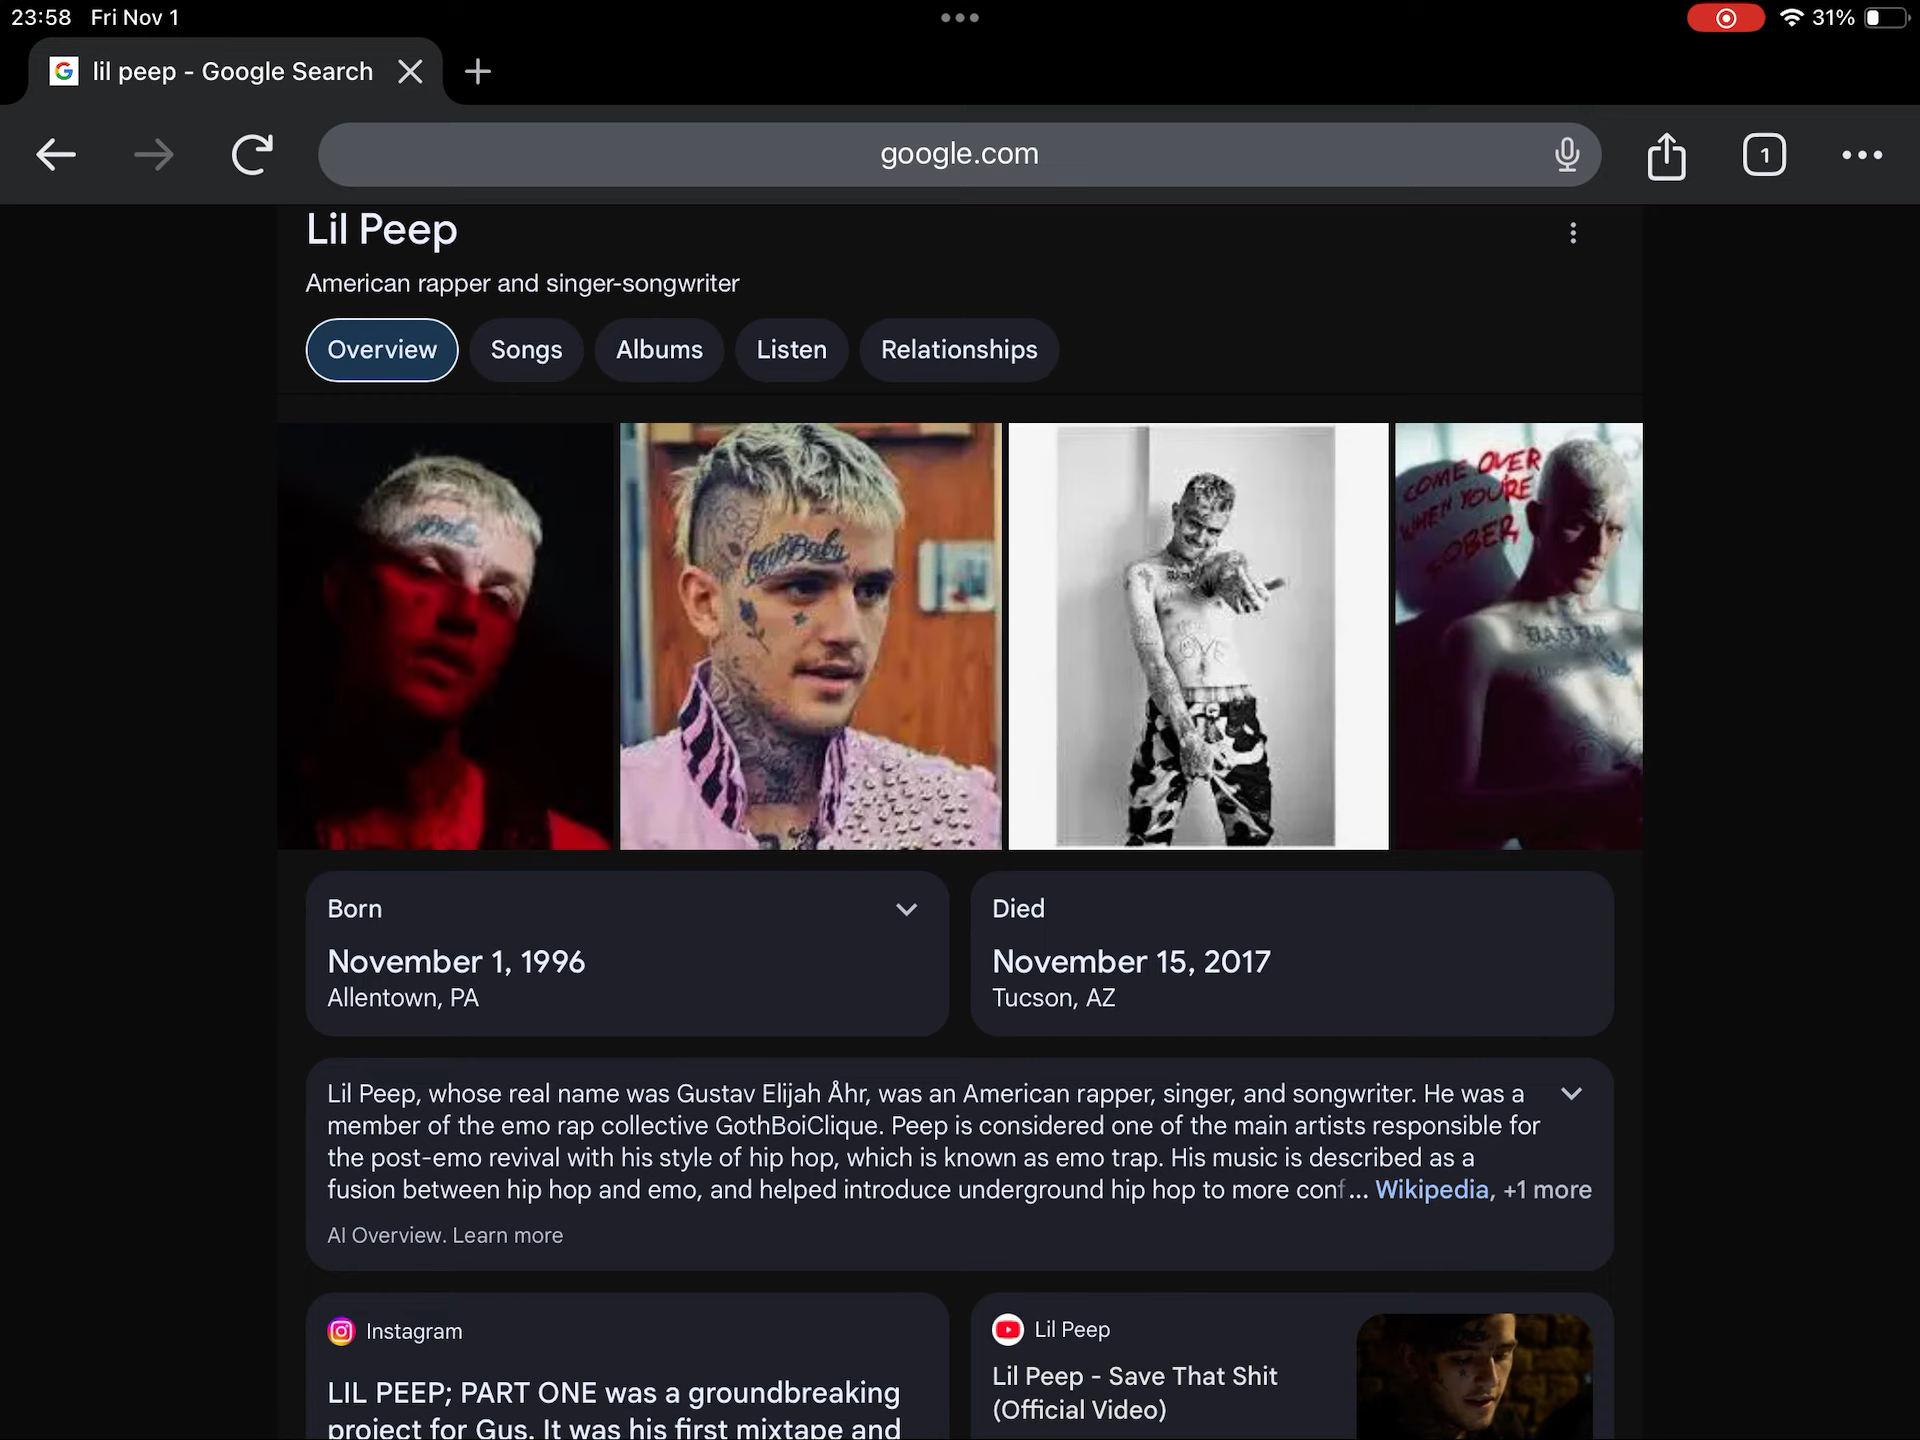 23:58 Fri Nov 1
31%
lil peep - Google Search
google.com
1
Lil Peep
American rapper and singer-songwriter
Overview Songs Albums Listen Relationships
CryBaby
COME OVER
WHEN YOU'RE
SOBER
LOVE
Born
November 1, 1996
Allentown, PA
Died
November 15, 2017
Tucson, AZ
Lil Peep, whose real name was Gustav Elijah Åhr, was an American rapper, singer, and songwriter. He was a
member of the emo rap collective GothBoiClique. Peep is considered one of the main artists responsible for
the post-emo revival with his style of hip hop, which is known as emo trap. His music is described as a
fusion between hip hop and emo, and helped introduce underground hip hop to more conf... Wikipedia, +1 more
AI Overview. Learn more
Instagram
LIL PEEP; PART ONE was a groundbreaking
project for Gus. It was his first mixtape and
Lil Peep
Lil Peep - Save That Shit
(Official Video)